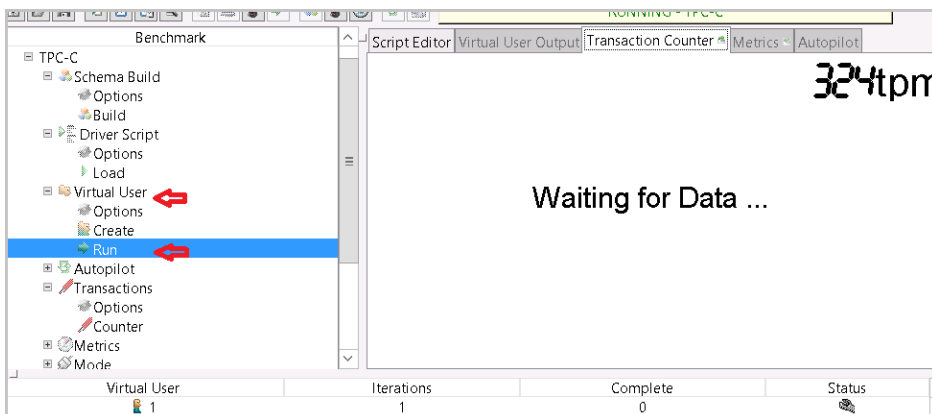 RUNNING - TPC-C
Benchmark
Script Editor Virtual User Output Transaction Counter Metrics Autopilot
TPC-C
Schema Build
Options
Build
Driver Script
Options
Load
Virtual User
Options
Create
Run
Autopilot
Transactions
Options
Counter
Metrics
Mode
324tpm
Waiting for Data ...
Virtual User Iterations Complete Status
1 1 0